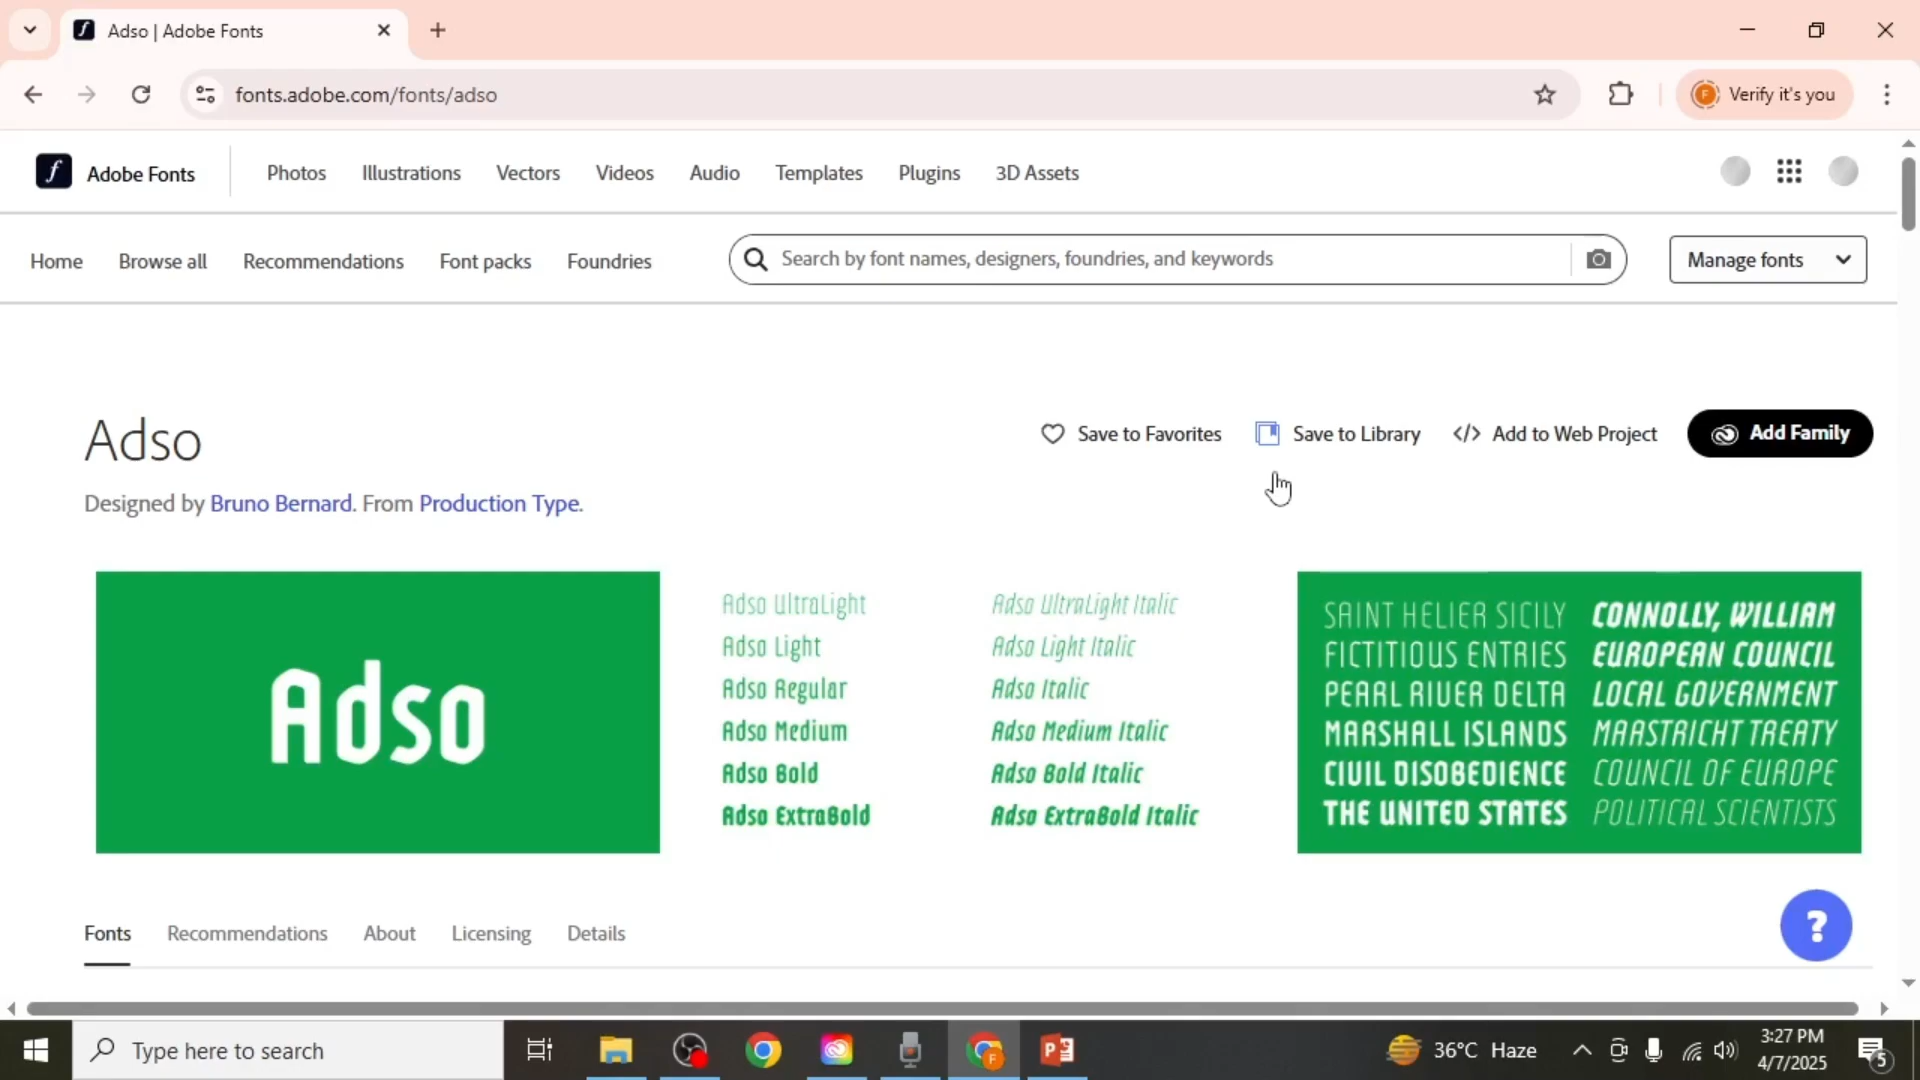 Adso | Adobe Fonts
fonts.adobe.com/fonts/adso
Verify it's you
Adobe Fonts
Photos Illustrations Vectors Videos Audio Templates Plugins 3D Assets
Home Browse all Recommendations Font packs Foundries
Search by font names, designers, foundries, and keywords
Manage fonts
Adso
Save to Favorites
Save to Library
</> Add to Web Project
Add Family
Designed by Bruno Bernard. From Production Type.
Adso
Adso UltraLight
Adso Light
Adso Regular
Adso Medium
Adso Bold
Adso ExtraBold
Adso UltraLight Italic
Adso Light Italic
Adso Italic
Adso Medium Italic
Adso Bold Italic
Adso ExtraBold Italic
SAINT HELIER SICILY
FICTITIOUS ENTRIES
PEARL RIVER DELTA
MARSHALL ISLANDS
CIVIL DISOBEDIENCE
THE UNITED STATES
CONNOLLY, WILLIAM
EUROPEAN COUNCIL
LOCAL GOVERNMENT
MAASTRICHT TREATY
COUNCIL OF EUROPE
POLITICAL SCIENTISTS
Fonts Recommendations About Licensing Details
?
Type here to search
36°C Haze
3:27 PM
4/7/2025
5